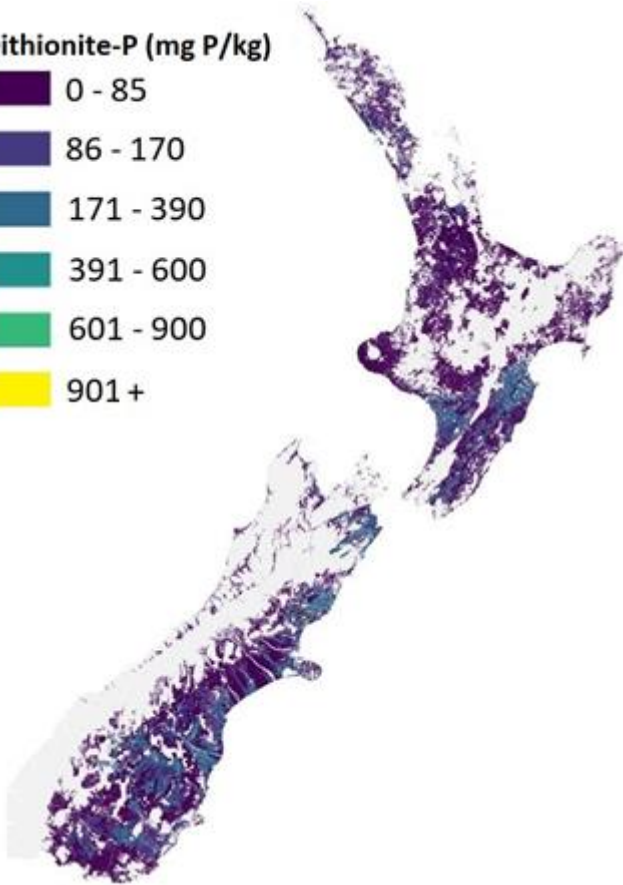 ithionite-P (mg P/kg)
0 - 85
86 - 170
171 - 390
391 - 600
601 - 900
901 +